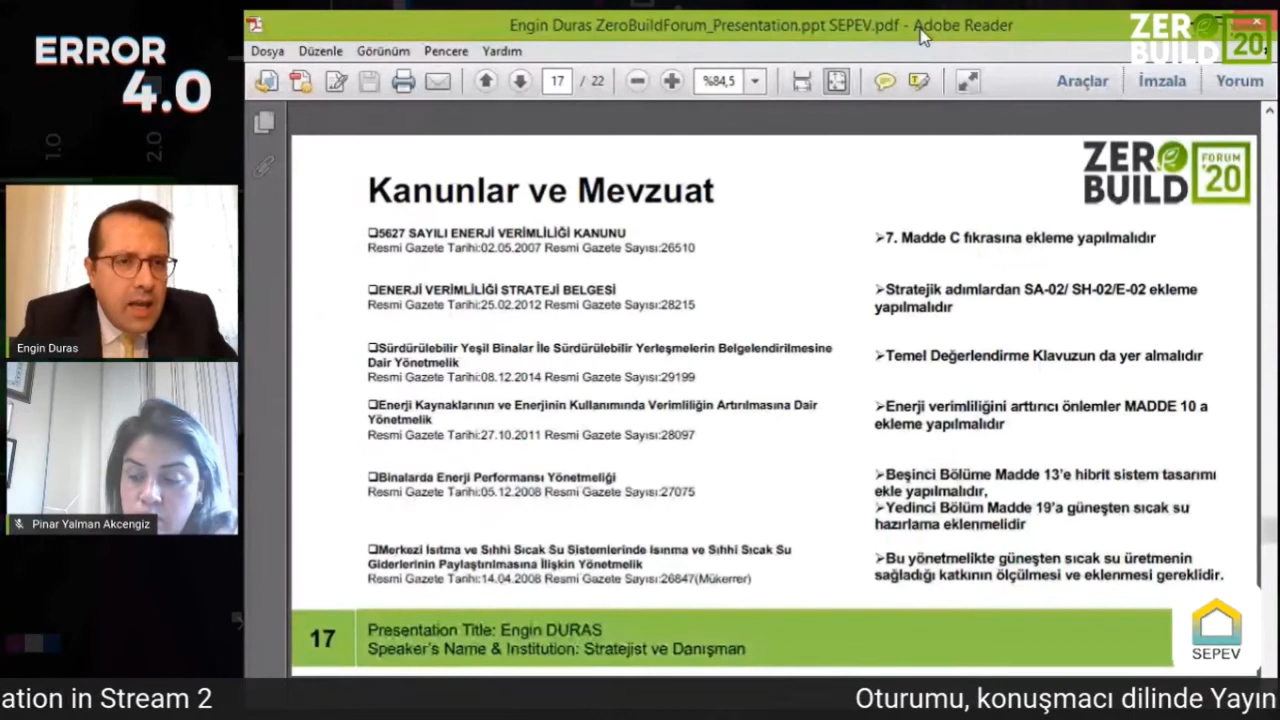 ERROR
4.0
1.0
2.0
Engin Duras ZeroBuildForum_Presentation.ppt SEPEV.pdf - Adobe Reader
ZERO BUILD '20
Dosya Düzenle Görünüm Pencere Yardım
17 / 22 %84,5 Araçlar İmzala Yorum
ZERO BUILD FORUM '20
Kanunlar ve Mevzuat
❑5627 SAYILI ENERJİ VERİMLİLİĞİ KANUNU
Resmi Gazete Tarihi:02.05.2007 Resmi Gazete Sayısı:26510
➢7. Madde C fıkrasına ekleme yapılmalıdır
❑ENERJİ VERİMLİLİĞİ STRATEJİ BELGESİ
Resmi Gazete Tarihi:25.02.2012 Resmi Gazete Sayısı:28215
➢Stratejik adımlardan SA-02/ SH-02/E-02 ekleme
yapılmalıdır
❑Sürdürülebilir Yeşil Binalar İle Sürdürülebilir Yerleşmelerin Belgelendirilmesine
Dair Yönetmelik
Resmi Gazete Tarihi:08.12.2014 Resmi Gazete Sayısı:29199
➢Temel Değerlendirme Klavuzun da yer almalıdır
❑Enerji Kaynaklarının ve Enerjinin Kullanımında Verimliliğin Artırılmasına Dair
Yönetmelik
Resmi Gazete Tarihi:27.10.2011 Resmi Gazete Sayısı:28097
➢Enerji verimliliğini arttırıcı önlemler MADDE 10 a
ekleme yapılmalıdır
❑Binalarda Enerji Performansı Yönetmeliği
Resmi Gazete Tarihi:05.12.2008 Resmi Gazete Sayısı:27075
➢Beşinci Bölüme Madde 13'e hibrit sistem tasarımı
ekle yapılmalıdır,
➢Yedinci Bölüm Madde 19'a güneşten sıcak su
hazırlama eklenmelidir
❑Merkezi Isıtma ve Sıhhi Sıcak Su Sistemlerinde Isınma ve Sıhhi Sıcak Su
Giderlerinin Paylaştırılmasına İlişkin Yönetmelik
Resmi Gazete Tarihi:14.04.2008 Resmi Gazete Sayısı:26847(Mükerrer)
➢Bu yönetmelikte güneşten sıcak su üretmenin
sağladığı katkının ölçülmesi ve eklenmesi gereklidir.
17
Presentation Title: Engin DURAS
Speaker's Name & Institution: Stratejist ve Danışman
SEPEV
Engin Duras
Pinar Yalman Akcengiz
ation in Stream 2
Oturumu, konuşmacı dilinde Yayın